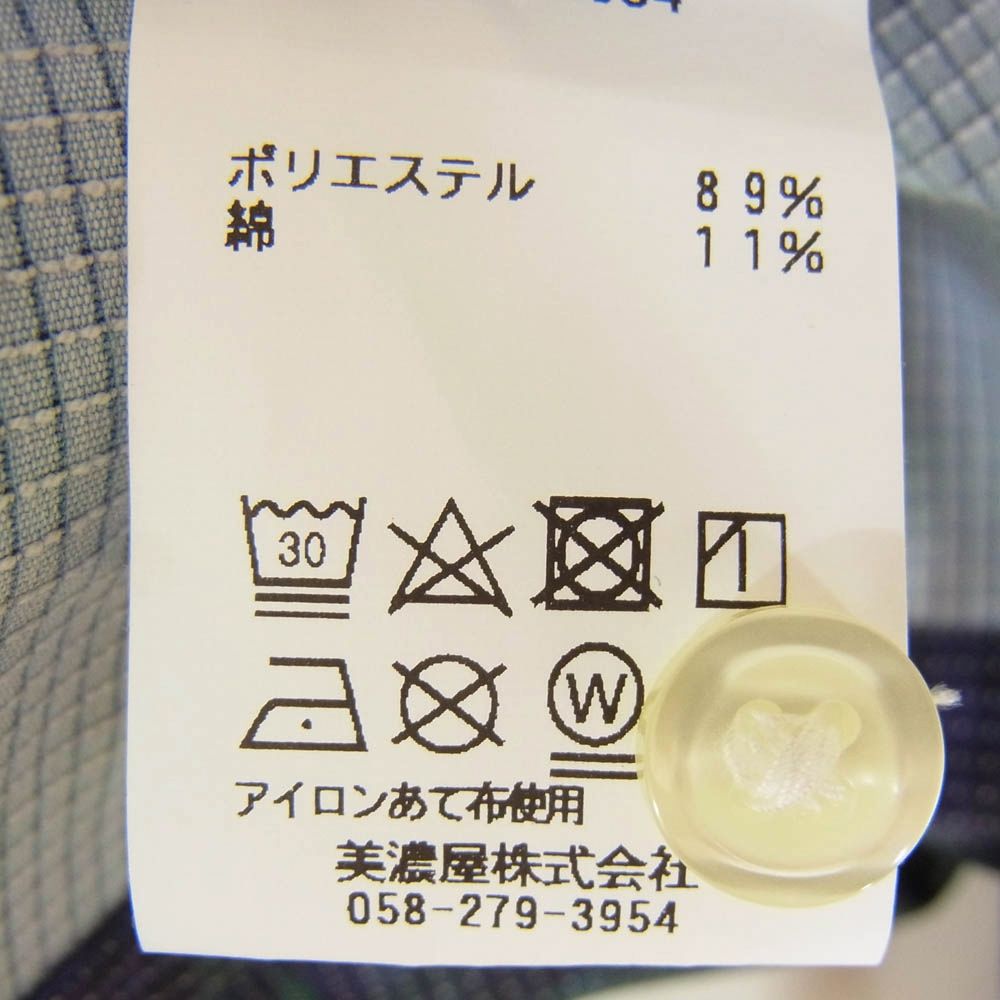 ポリエステル 89%
綿 11%
30
W
アイロンあて布使用
美濃屋株式会社
058-279-3954